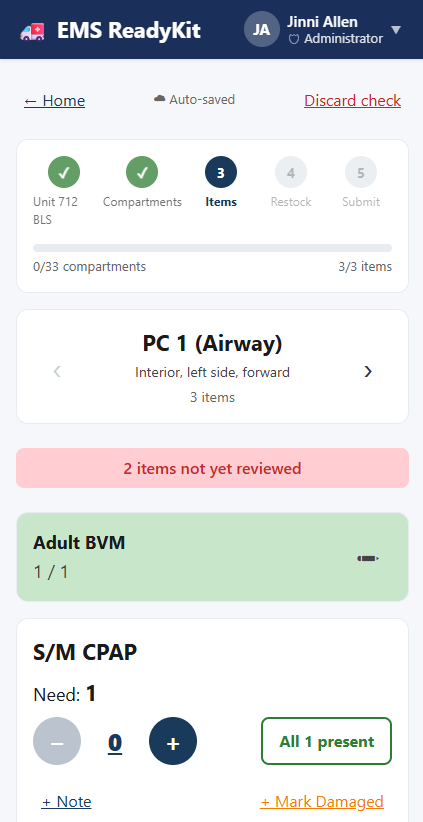 EMS ReadyKit
JA
Jinni Allen
Administrator
← Home
Auto-saved
Discard check
✓ ✓ 3 4 5
Unit 712 BLS
Compartments
Items
Restock
Submit
0/33 compartments
3/3 items
PC 1 (Airway)
Interior, left side, forward
3 items
2 items not yet reviewed
Adult BVM
1 / 1
S/M CPAP
Need: 1
− 0 +
All 1 present
+ Note
+ Mark Damaged